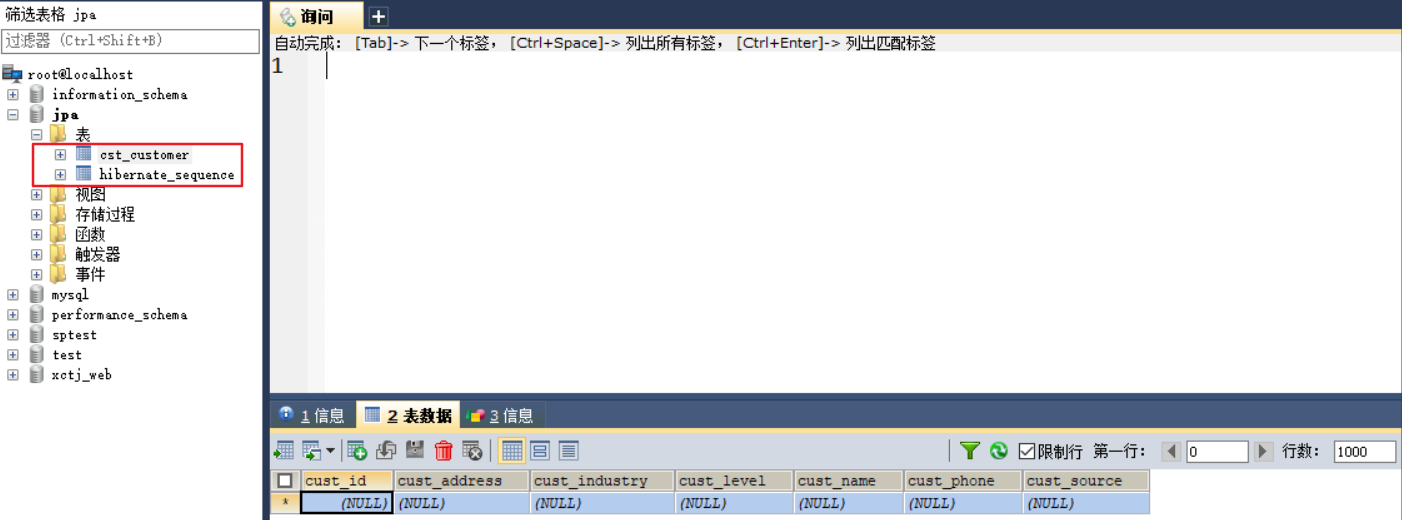 筛选表格 jpa
过滤器 (Ctrl+Shift+B)
root@localhost
information_schema
jpa
表
cst_customer
hibernate_sequence
视图
存储过程
函数
触发器
事件
mysql
performance_schema
sptest
test
xctj_web
询问
自动完成: [Tab]-> 下一个标签, [Ctrl+Space]-> 列出所有标签, [Ctrl+Enter]-> 列出匹配标签
1
1 信息 2 表数据 3 信息
限制行 第一行: 0 行数: 1000
cust_id cust_address cust_industry cust_level cust_name cust_phone cust_source
* (NULL) (NULL) (NULL) (NULL) (NULL) (NULL) (NULL)